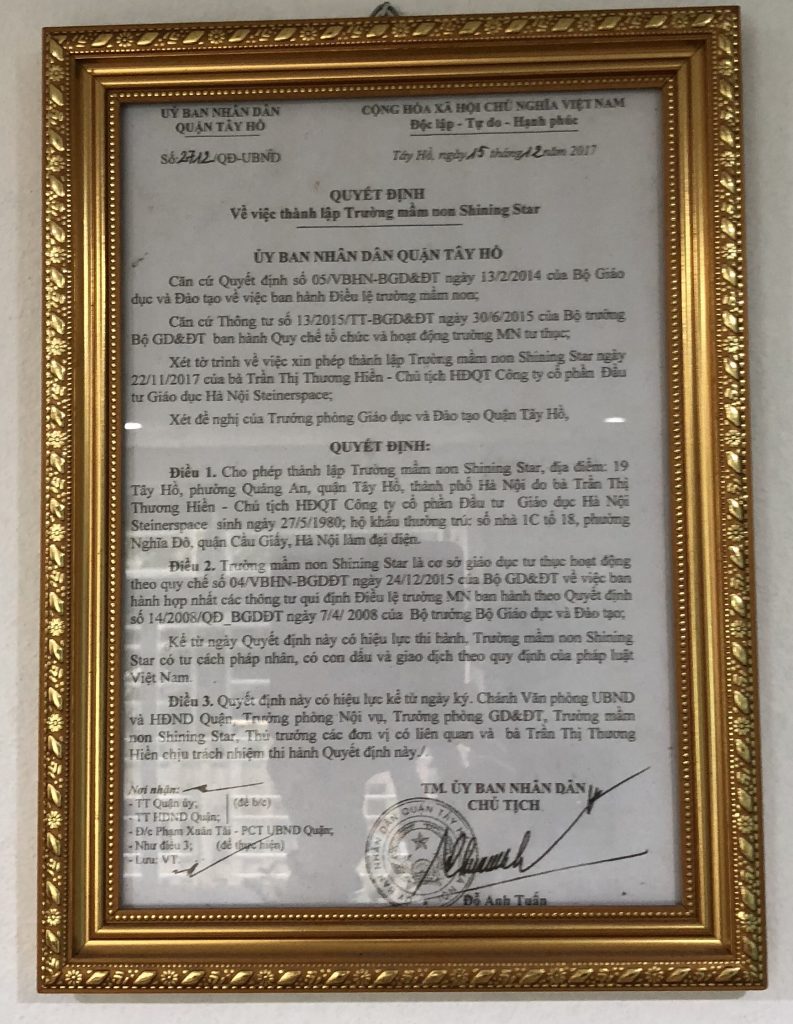 UỶ BAN NHÂN DÂN
QUẬN TÂY HỒ
CỘNG HÒA XÃ HỘI CHỦ NGHĨA VIỆT NAM
Độc lập - Tự do - Hạnh phúc
Số:2712/QĐ-UBND
Tây Hồ, ngày 15 tháng 12 năm 2017
QUYẾT ĐỊNH
Về việc thành lập Trường mầm non Shining Star
ỦY BAN NHÂN DÂN QUẬN TÂY HỒ
Căn cứ Quyết định số 05/VBHN-BGD&ĐT ngày 13/2/2014 của Bộ Giáo
dục và Đào tạo về việc ban hành Điều lệ trường mầm non;
Căn cứ Thông tư số 13/2015/TT-BGD&ĐT ngày 30/6/2015 của Bộ trưởng
Bộ GD&ĐT ban hành Quy chế tổ chức và hoạt động trường MN tư thục;
Xét tờ trình về việc xin phép thành lập Trường mầm non Shining Star ngày
22/11/2017 của bà Trần Thị Thương Hiền - Chủ tịch HĐQT Công ty cổ phần Đầu
tư Giáo dục Hà Nội Steinerspace;
Xét đề nghị của Trưởng phòng Giáo dục và Đào tạo Quận Tây Hồ,
QUYẾT ĐỊNH:
Điều 1. Cho phép thành lập Trường mầm non Shining Star, địa điểm: 19
Tây Hồ, phường Quảng An, quận Tây Hồ, thành phố Hà Nội do bà Trần Thị
Thương Hiền - Chủ tịch HĐQT Công ty cổ phần Đầu tư Giáo dục Hà Nội
Steinerspace sinh ngày 27/5/1980; hộ khẩu thường trú: số nhà 1C tổ 18, phường
Nghĩa Đô, quận Cầu Giấy, Hà Nội làm đại diện.
Điều 2. Trường mầm non Shining Star là cơ sở giáo dục tư thục hoạt động
theo quy chế số 04/VBHN-BGDĐT ngày 24/12/2015 của Bộ GD&ĐT về việc ban
hành hợp nhất các thông tư qui định Điều lệ trường MN ban hành theo Quyết định
số 14/2008/QĐ_BGDĐT ngày 7/4/ 2008 của Bộ trưởng Bộ Giáo dục và Đào tạo;
Kể từ ngày Quyết định này có hiệu lực thi hành, Trường mầm non Shining
Star có tư cách pháp nhân, có con dấu và giao dịch theo quy định của pháp luật
Việt Nam.
Điều 3. Quyết định này có hiệu lực kể từ ngày ký. Chánh Văn phòng UBND
và HĐND Quận, Trưởng phòng Nội vụ, Trưởng phòng GD&ĐT, Trường mầm
non Shining Star, Thủ trưởng các đơn vị có liên quan và bà Trần Thị Thương
Hiền chịu trách nhiệm thi hành Quyết định này./.
Nơi nhận:
- TT Quận ủy;
(để b/c)
- TT HĐND Quận;
- Đ/c Phạm Xuân Tài - PCT UBND Quận;
- Như điều 3; (để thực hiện)
- Lưu: VT.
TM. ỦY BAN NHÂN DÂN
CHỦ TỊCH
Đỗ Anh Tuấn